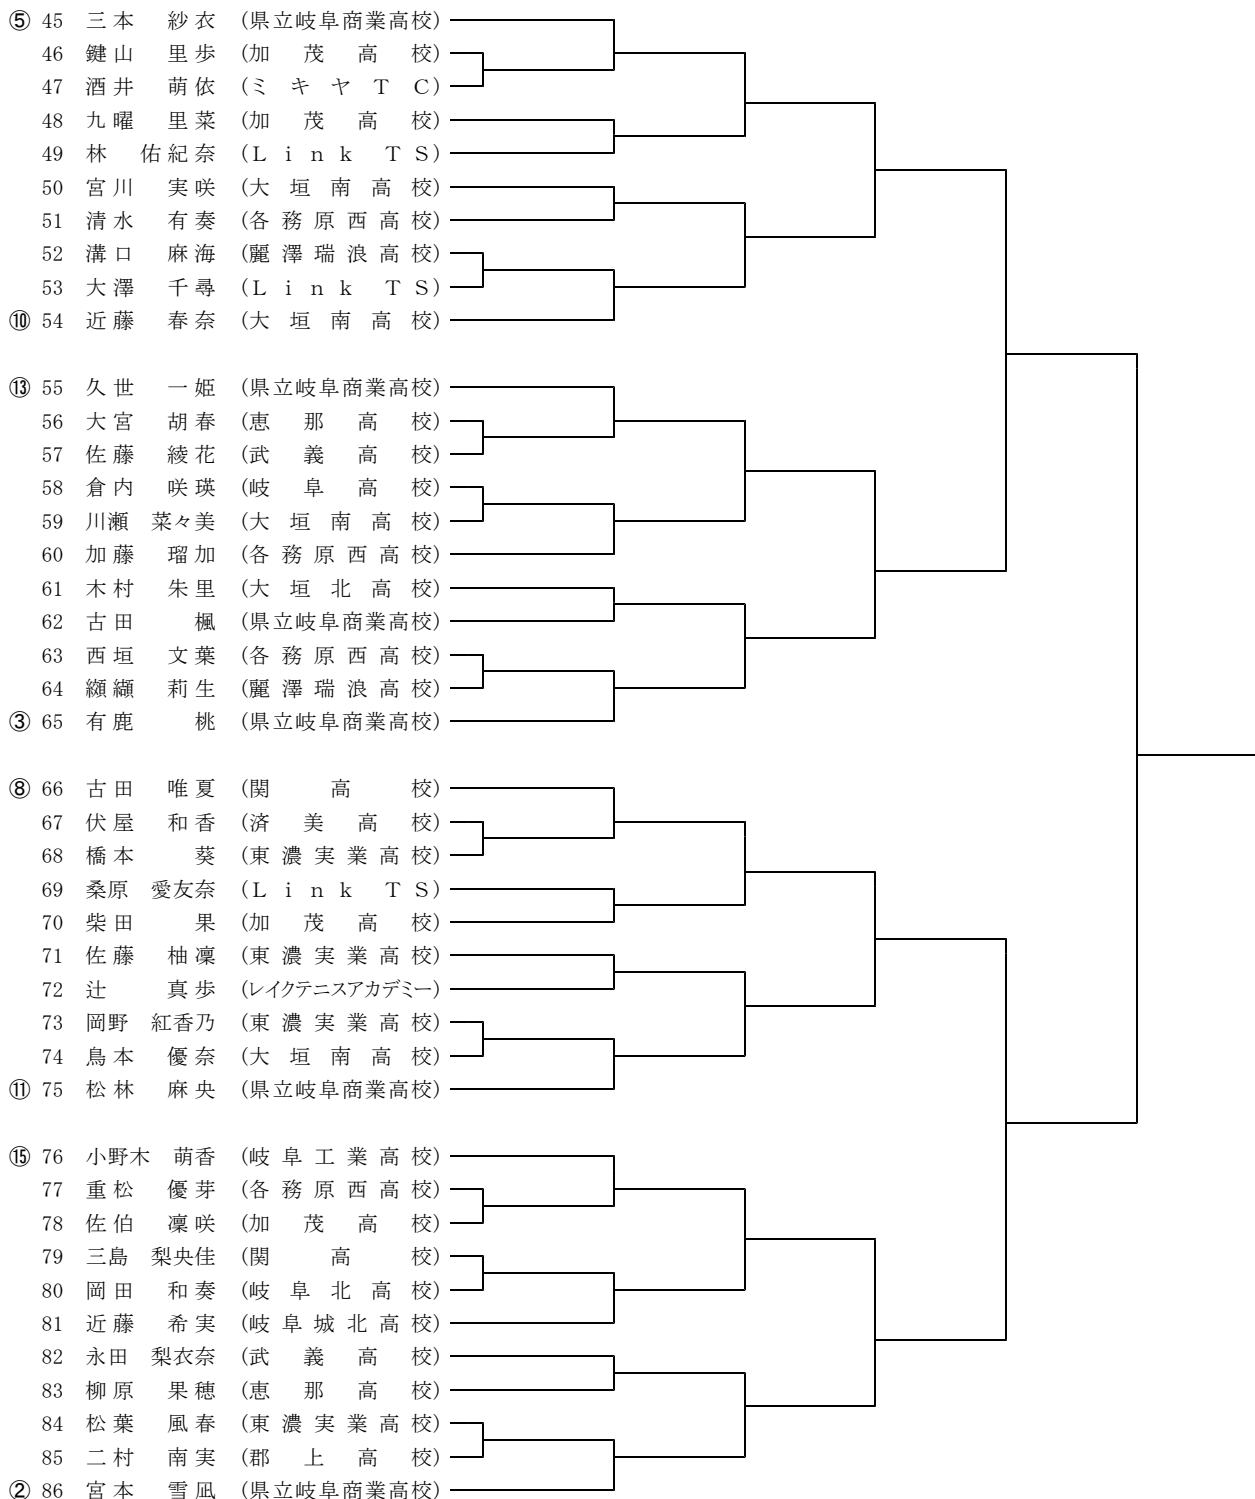 ⑤ 45 三本 紗衣 (県立岐阜商業高校)
46 鍵山 里歩 (加茂高校)
47 酒井 萌依 (ミキヤTC)
48 九曜 里菜 (加茂高校)
49 林 佑紀奈 (Link TS)
50 宮川 実咲 (大垣南高校)
51 清水 有奏 (各務原西高校)
52 溝口 麻海 (麗澤瑞浪高校)
53 大澤 千尋 (Link TS)
⑩ 54 近藤 春奈 (大垣南高校)
⑬ 55 久世 一姫 (県立岐阜商業高校)
56 大宮 胡春 (恵那高校)
57 佐藤 綾花 (武義高校)
58 倉内 咲瑛 (岐阜高校)
59 川瀬 菜々美 (大垣南高校)
60 加藤 瑠加 (各務原西高校)
61 木村 朱里 (大垣北高校)
62 古田 楓 (県立岐阜商業高校)
63 西垣 文葉 (各務原西高校)
64 纐纈 莉生 (麗澤瑞浪高校)
③ 65 有鹿 桃 (県立岐阜商業高校)
⑧ 66 古田 唯夏 (関高校)
67 伏屋 和香 (済美高校)
68 橋本 葵 (東濃実業高校)
69 桑原 愛友奈 (Link TS)
70 柴田 果 (加茂高校)
71 佐藤 柚凜 (東濃実業高校)
72 辻 真歩 (レイクテニスアカデミー)
73 岡野 紅香乃 (東濃実業高校)
74 鳥本 優奈 (大垣南高校)
⑪ 75 松林 麻央 (県立岐阜商業高校)
⑮ 76 小野木 萌香 (岐阜工業高校)
77 重松 優芽 (各務原西高校)
78 佐伯 凜咲 (加茂高校)
79 三島 梨央佳 (関高校)
80 岡田 和奏 (岐阜北高校)
81 近藤 希実 (岐阜城北高校)
82 永田 梨衣奈 (武義高校)
83 柳原 果穂 (恵那高校)
84 松葉 風春 (東濃実業高校)
85 二村 南実 (郡上高校)
② 86 宮本 雪凪 (県立岐阜商業高校)